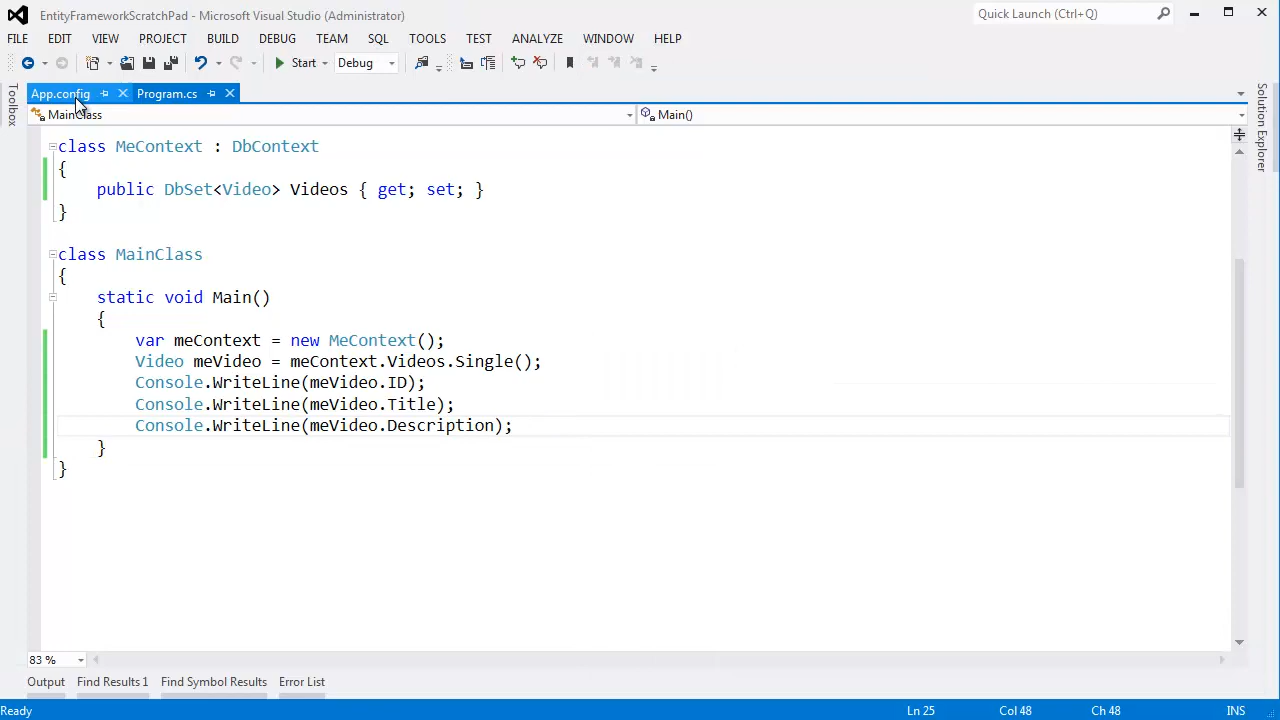 EntityFrameworkScratchPad - Microsoft Visual Studio (Administrator)
Quick Launch (Ctrl+Q)
FILE EDIT VIEW PROJECT BUILD DEBUG TEAM SQL TOOLS TEST ANALYZE WINDOW HELP
Start Debug
App.config Program.cs
MainClass Main()
class MeContext : DbContext
{
public DbSet<Video> Videos { get; set; }
}
class MainClass
{
static void Main()
{
var meContext = new MeContext();
Video meVideo = meContext.Videos.Single();
Console.WriteLine(meVideo.ID);
Console.WriteLine(meVideo.Title);
Console.WriteLine(meVideo.Description);
}
}
Toolbox
Solution Explorer
83 %
Output Find Results 1 Find Symbol Results Error List
Ready Ln 25 Col 48 Ch 48 INS